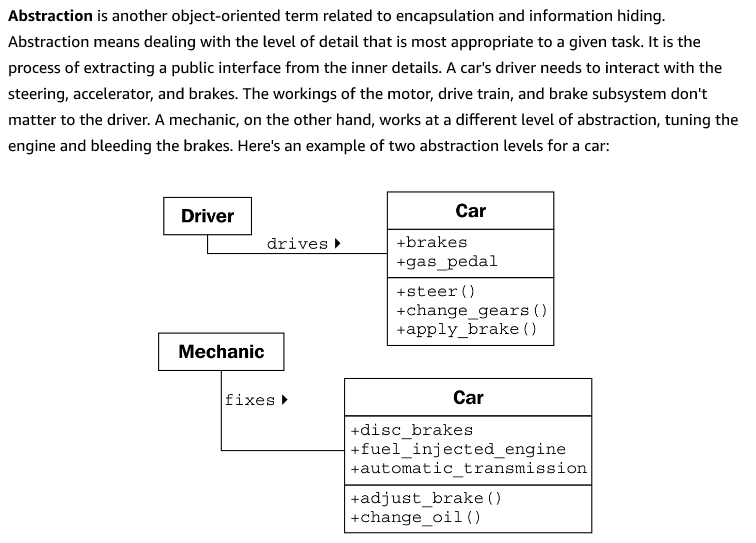 Abstraction is another object-oriented term related to encapsulation and information hiding.
Abstraction means dealing with the level of detail that is most appropriate to a given task. It is the
process of extracting a public interface from the inner details. A car's driver needs to interact with the
steering, accelerator, and brakes. The workings of the motor, drive train, and brake subsystem don't
matter to the driver. A mechanic, on the other hand, works at a different level of abstraction, tuning the
engine and bleeding the brakes. Here's an example of two abstraction levels for a car:
Driver
drives
Car
+brakes
+gas_pedal
+steer()
+change_gears()
+apply_brake()
Mechanic
fixes
Car
+disc_brakes
+fuel_injected_engine
+automatic_transmission
+adjust_brake()
+change_oil()